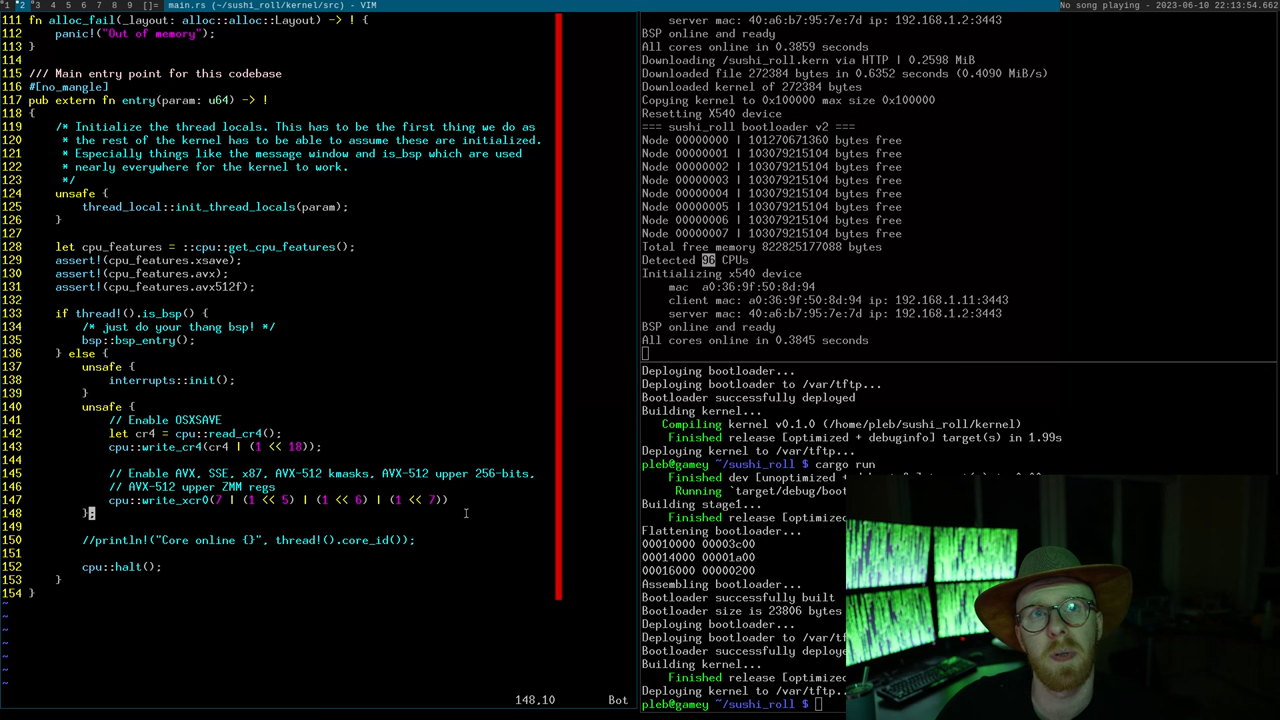 1 2 3 4 5 6 7 8 9 []= main.rs (~/sushi_roll/kernel/src) - VIM
No song playing - 2023-06-10 22:13:54.662
111 fn alloc_fail(_layout: alloc::alloc::Layout) -> ! {
112     panic!("Out of memory");
113 }
114
115 /// Main entry point for this codebase
116 #[no_mangle]
117 pub extern fn entry(param: u64) -> !
118 {
119     /* Initialize the thread locals. This has to be the first thing we do as
120      * the rest of the kernel has to be able to assume these are initialized.
121      * Especially things like the message window and is_bsp which are used
122      * nearly everywhere for the kernel to work.
123      */
124     unsafe {
125         thread_local::init_thread_locals(param);
126     }
127
128     let cpu_features = ::cpu::get_cpu_features();
129     assert!(cpu_features.xsave);
130     assert!(cpu_features.avx);
131     assert!(cpu_features.avx512f);
132
133     if thread!().is_bsp() {
134         /* just do your thang bsp! */
135         bsp::bsp_entry();
136     } else {
137         unsafe {
138             interrupts::init();
139         }
140         unsafe {
141             // Enable OSXSAVE
142             let cr4 = cpu::read_cr4();
143             cpu::write_cr4(cr4 | (1 << 18));
144
145             // Enable AVX, SSE, x87, AVX-512 kmasks, AVX-512 upper 256-bits,
146             // AVX-512 upper ZMM regs
147             cpu::write_xcr0(7 | (1 << 5) | (1 << 6) | (1 << 7))
148         };
149
150         //println!("Core online {}", thread!().core_id());
151
152         cpu::halt();
153     }
154 }
~
~
~
~
~
~
~
148,10 Bot
server mac: 40:a6:b7:95:7e:7d ip: 192.168.1.2:3443
BSP online and ready
All cores online in 0.3859 seconds
Downloading /sushi_roll.kern via HTTP | 0.2598 MiB
Downloaded file 272384 bytes in 0.6352 seconds (0.4090 MiB/s)
Downloaded kernel of 272384 bytes
Copying kernel to 0x100000 max size 0x100000
Resetting X540 device
=== sushi_roll bootloader v2 ===
Node 00000000 | 101270671360 bytes free
Node 00000001 | 103079215104 bytes free
Node 00000002 | 103079215104 bytes free
Node 00000003 | 103079215104 bytes free
Node 00000004 | 103079215104 bytes free
Node 00000005 | 103079215104 bytes free
Node 00000006 | 103079215104 bytes free
Node 00000007 | 103079215104 bytes free
Total free memory 822825177088 bytes
Detected 96 CPUs
Initializing x540 device
mac a0:36:9f:50:8d:94
client mac: a0:36:9f:50:8d:94 ip: 192.168.1.11:3443
server mac: 40:a6:b7:95:7e:7d ip: 192.168.1.2:3443
BSP online and ready
All cores online in 0.3845 seconds
Deploying bootloader...
Deploying bootloader to /var/tftp...
Bootloader successfully deployed
Building kernel...
Compiling kernel v0.1.0 (/home/pleb/sushi_roll/kernel)
Finished release [optimized + debuginfo] target(s) in 1.99s
Deploying kernel to /var/tftp...
pleb@gamey ~/sushi_roll $ cargo run
Finished dev [unoptimized +
Running `target/debug/boot
Building stage1...
Finished release [optimized
Flattening bootloader...
00010000 00003c00
00014000 00001a00
00016000 00000200
Assembling bootloader...
Bootloader successfully built
Bootloader size is 23806 bytes
Deploying bootloader...
Deploying bootloader to /var/tf
Bootloader successfully deploye
Building kernel...
Finished release [optimized
Deploying kernel to /var/tftp..
pleb@gamey ~/sushi_roll $